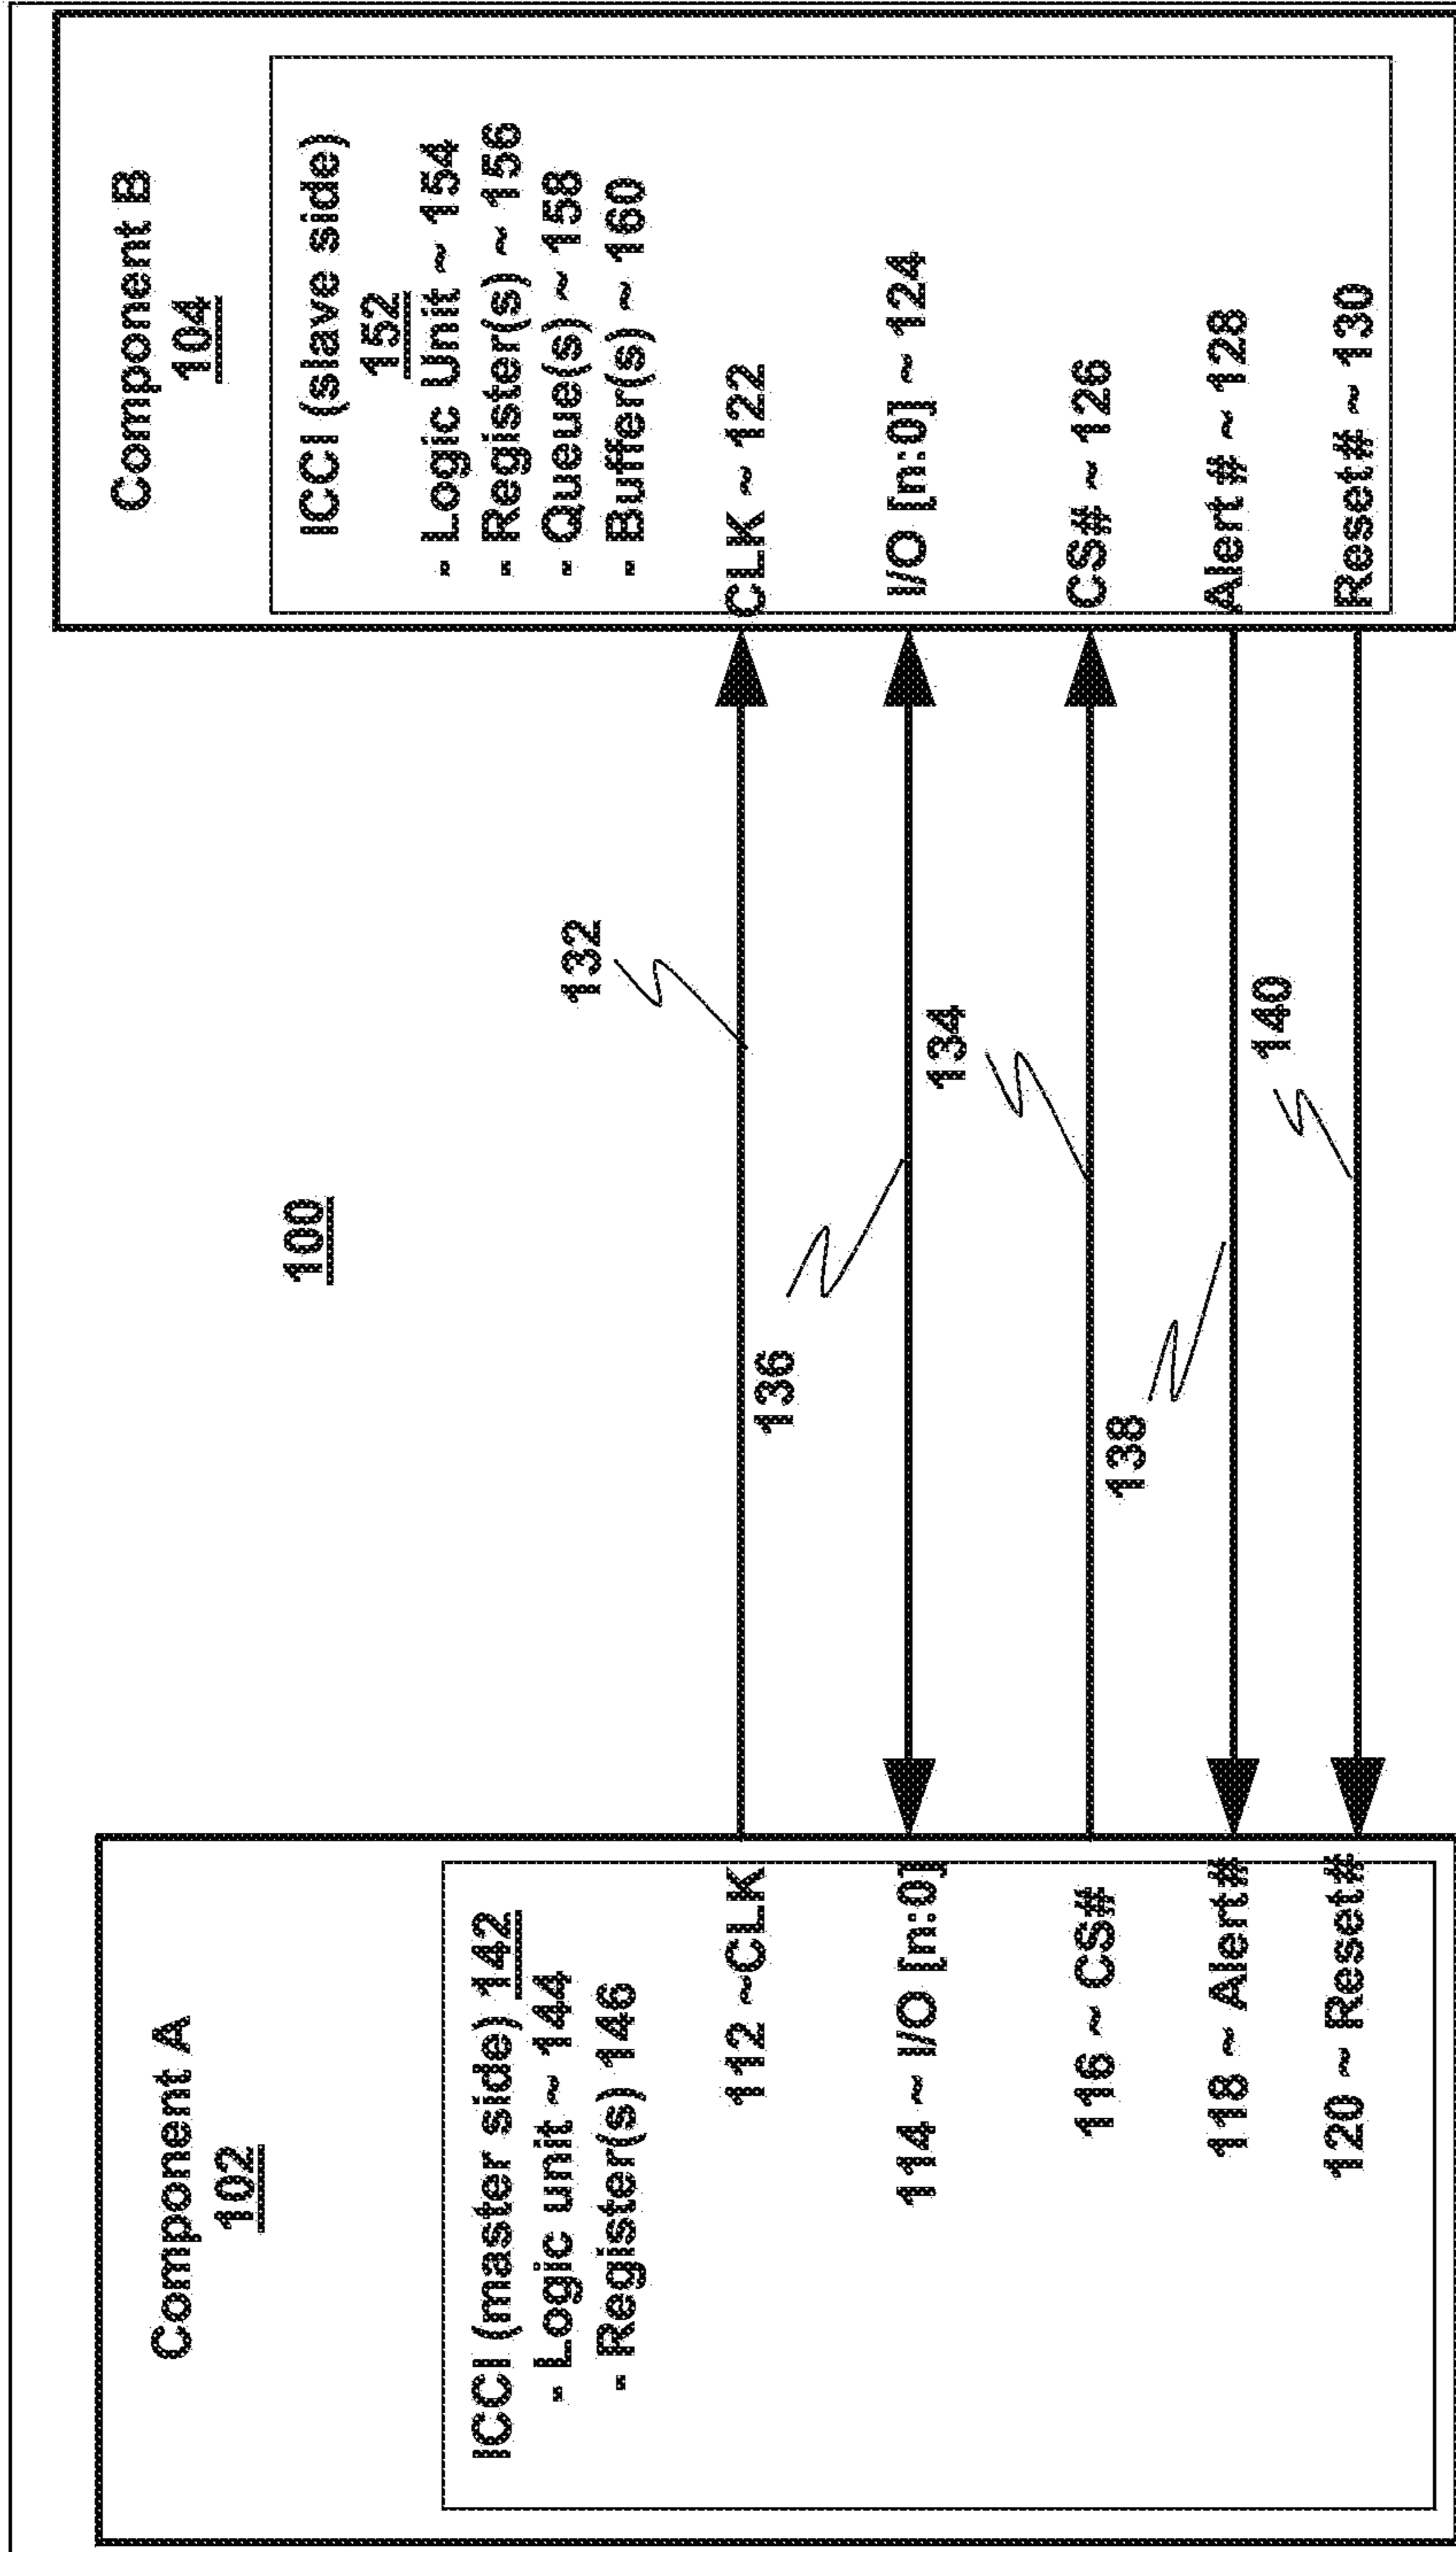 Component A
102
ICCI (master side) 142
- Logic unit ~ 144
- Register(s) 146
112 ~CLK
114 ~ I/O [n:0]
116 ~ CS#
118 ~ Alert#
120 ~ Reset#
100
132
136
134
138
140
Component B
104
ICCI (slave side)
152
- Logic Unit ~ 154
- Register(s) ~ 156
- Queue(s) ~ 158
- Buffer(s) ~ 160
CLK ~ 122
I/O [n:0] ~ 124
CS# ~ 126
Alert# ~ 128
Reset# ~ 130